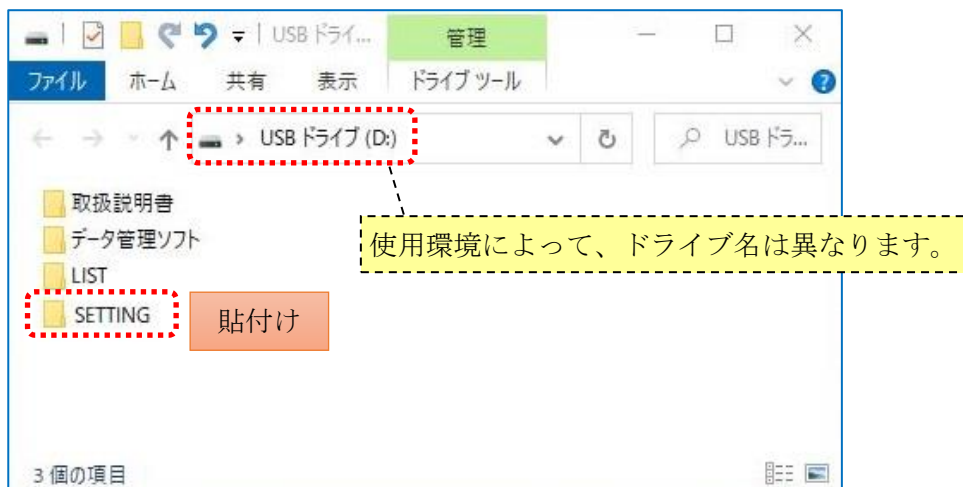 USB ドライ... 管理
ファイル ホーム 共有 表示 ドライブ ツール
USB ドライブ (D:) USB ドラ...
取扱説明書
データ管理ソフト
使用環境によって、ドライブ名は異なります。
LIST
SETTING 貼付け
3 個の項目